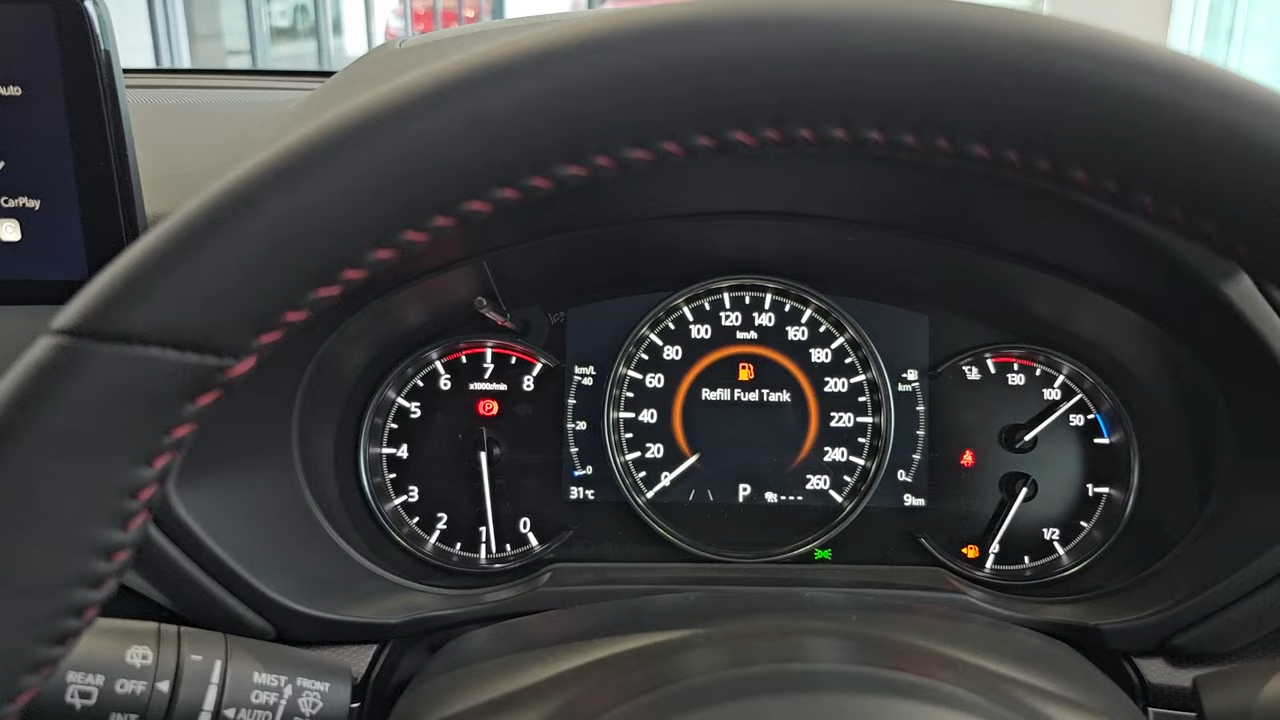 Auto
CarPlay
6
7
8
x1000r/min
5
4
3
2
1
0
km/L
40
20
0
31℃
100
120
140
160
km/h
80
180
60
200
Refill Fuel Tank
40
220
20
240
0
260
P
---
km
0
9km
℃
130
100
50
1
1/2
0
REAR
OFF
INT
MIST
OFF
AUTO
FRONT